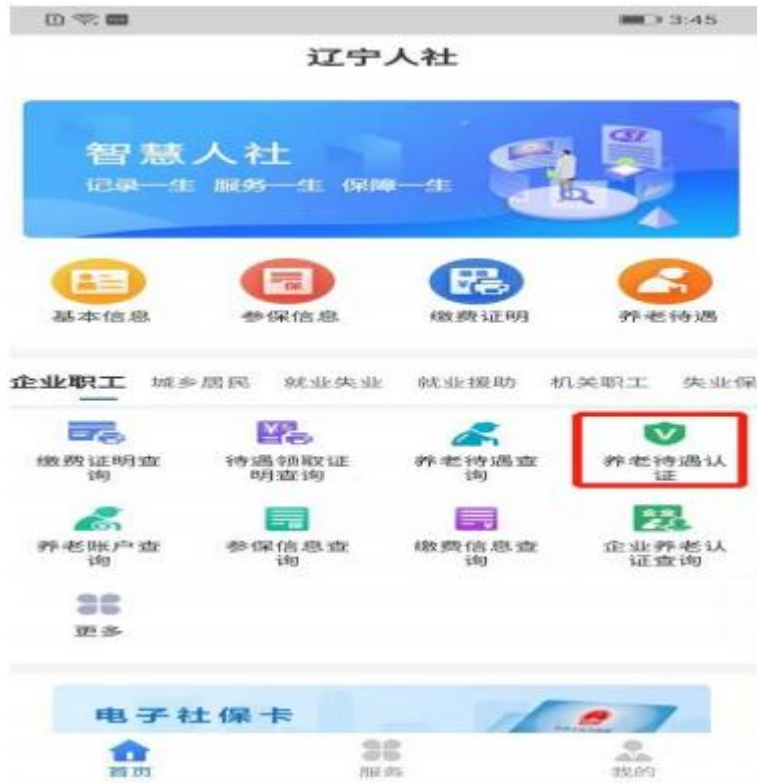 3:45
辽宁人社
智慧人社
记录一生 服务一生 保障一生
基本信息 参保信息 缴费证明 养老待遇
企业职工 城乡居民 就业失业 就业援助 机关职工 失业保
缴费证明查 待遇领取证 养老待遇查 养老待遇认
询 明查询 询 证
养老账户查 参保信息查 缴费信息查 企业养老认
询 询 询 证查询
更多
电子社保卡
首页 服务 我的